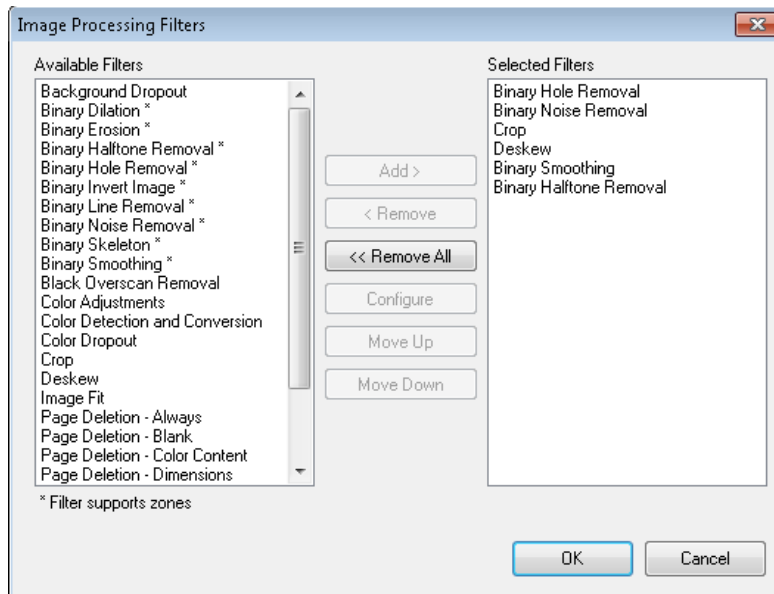 Image Processing Filters
Available Filters
Background Dropout
Binary Dilation *
Binary Erosion *
Binary Halftone Removal *
Binary Hole Removal *
Binary Invert Image *
Binary Line Removal *
Binary Noise Removal *
Binary Skeleton *
Binary Smoothing *
Black Overscan Removal
Color Adjustments
Color Detection and Conversion
Color Dropout
Crop
Deskew
Image Fit
Page Deletion - Always
Page Deletion - Blank
Page Deletion - Color Content
Page Deletion - Dimensions
* Filter supports zones
Add >
< Remove
<< Remove All
Configure
Move Up
Move Down
Selected Filters
Binary Hole Removal
Binary Noise Removal
Crop
Deskew
Binary Smoothing
Binary Halftone Removal
OK
Cancel